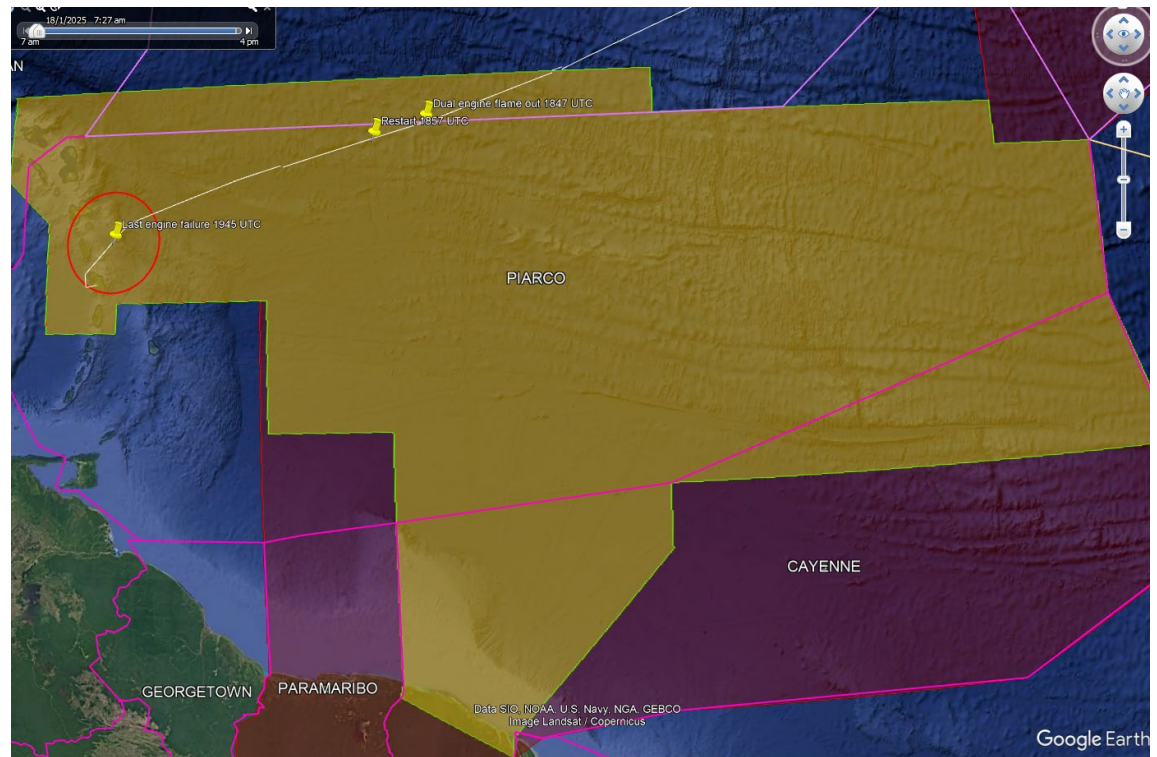 18/1/2025 7:27 am
7 am
4 pm
AN
Dual engine flame out 1847 UTC
Restart 1857 UTC
Last engine failure 1945 UTC
PIARCO
CAYENNE
GEORGETOWN
PARAMARIBO
Data SIO, NOAA, U.S. Navy, NGA, GEBCO
Image Landsat / Copernicus
Google Earth